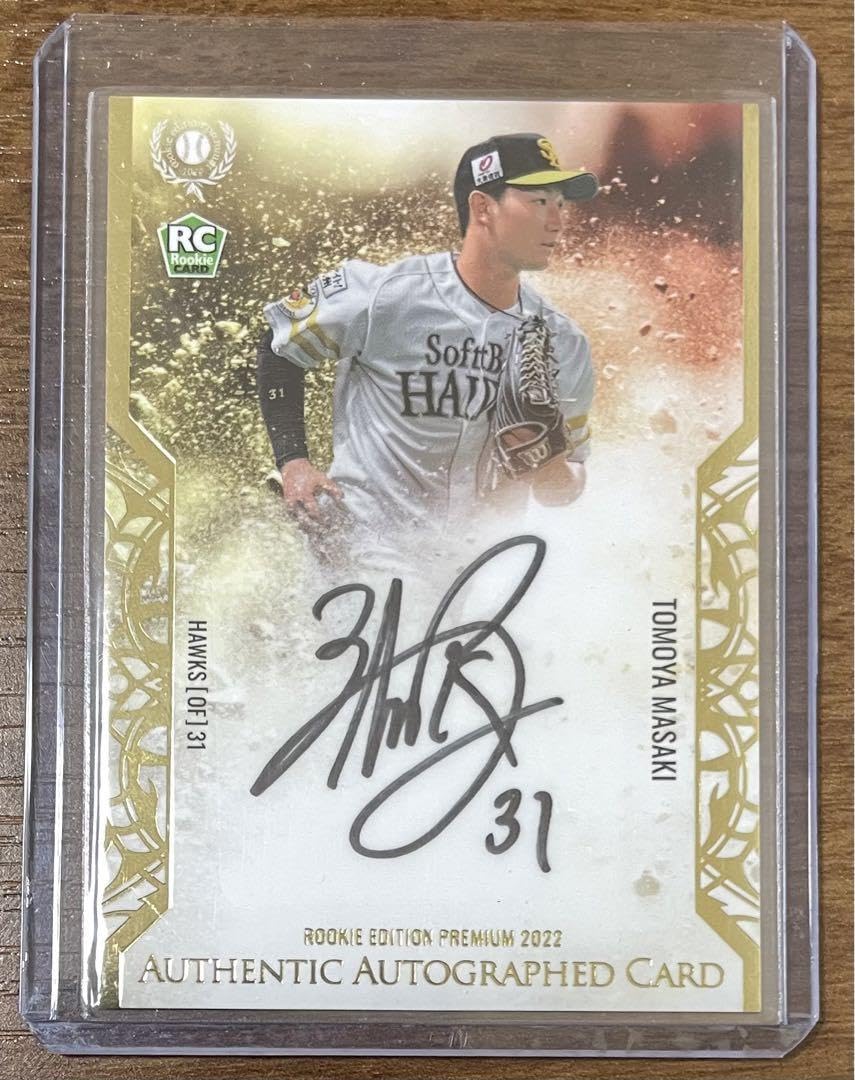 RC
Rookie
CARD
31
SoftB
HAW
W
HAWKS [OF] 31
TOMOYA MASAKI
31
ROOKIE EDITION PREMIUM 2022
AUTHENTIC AUTOGRAPHED CARD